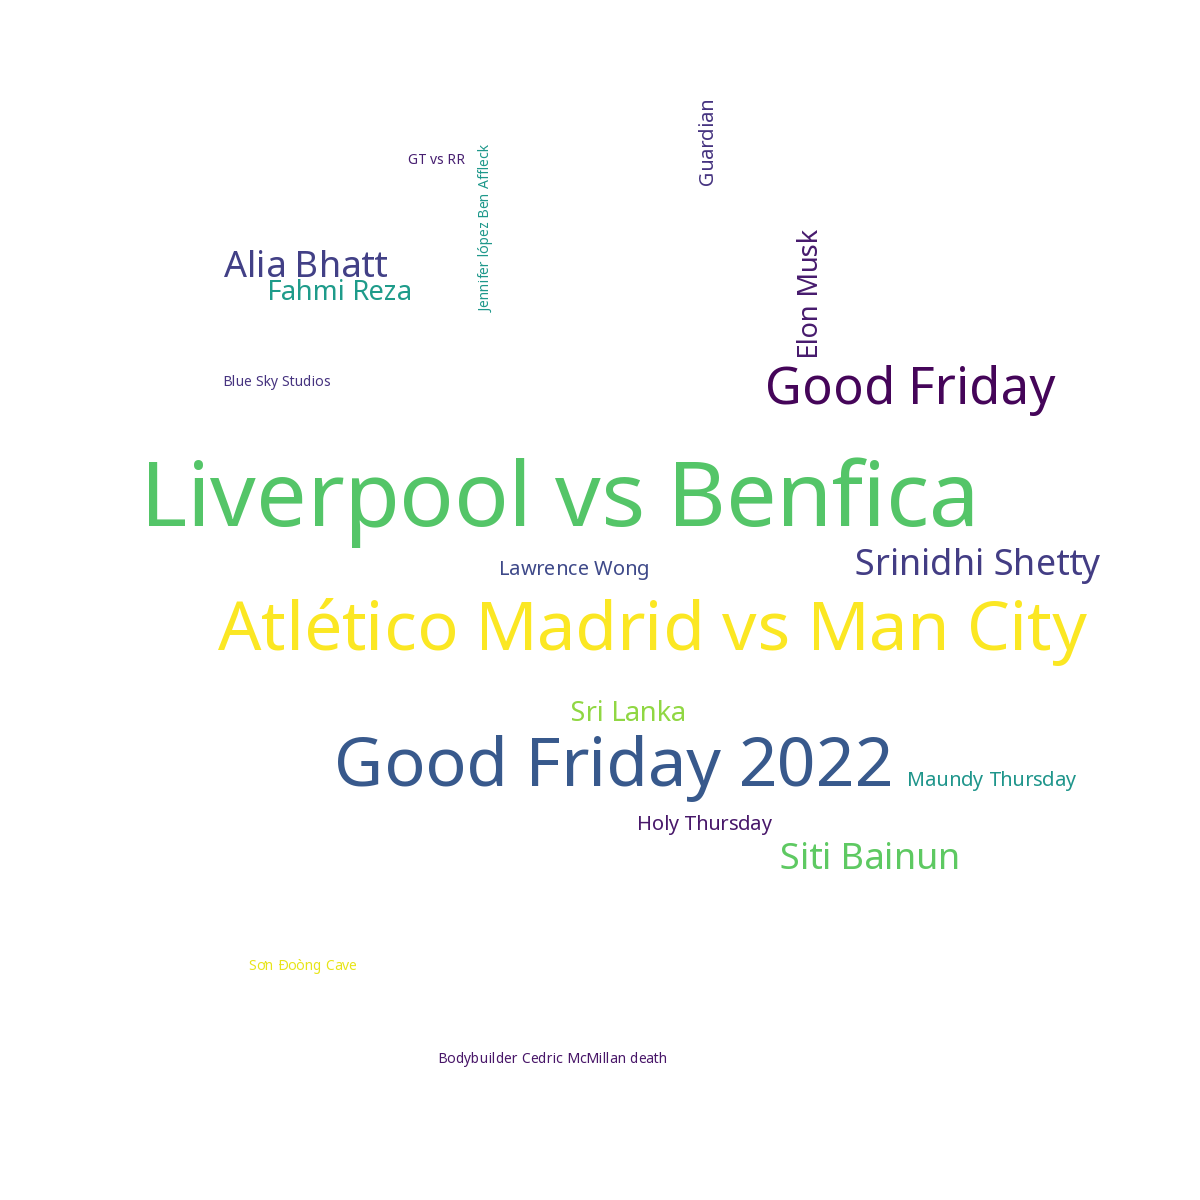 Guardian
GT vs RR
Jennifer lópez Ben Affleck
Elon Musk
Alia Bhatt
Fahmi Reza
Blue Sky Studios
Good Friday
Liverpool vs Benfica
Srinidhi Shetty
Lawrence Wong
Atlético Madrid vs Man City
Sri Lanka
Good Friday 2022
Maundy Thursday
Holy Thursday
Siti Bainun
Sơn Đoòng Cave
Bodybuilder Cedric McMillan death